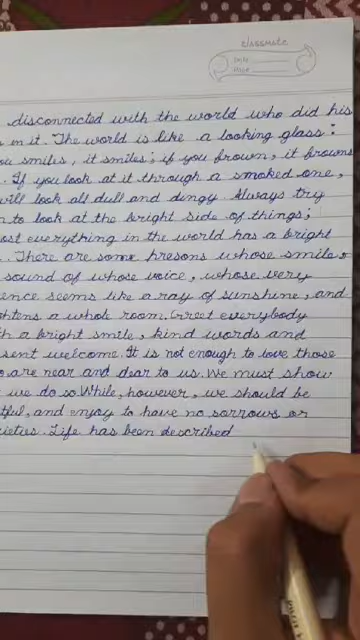 classmate
Date
Page
disconnected with the world who did his
in it. The world is like a looking glass:
smiles, it smiles; if you brown, it browns
. If you look at it through a smoked one,
will look all dull and dingy. Always try
to look at the bright side of things;
everything in the world has a bright
. There are some presons whose smile
sound of whose voice, whose very
seems like a ray of sunshine, and
a whole room. Greet everybody
a bright smile, kind words and
welcome. It is not enough to love those
are near and dear to us. We must show
we do so. While, however, we should be
, and enjoy to have no sorrows or
. Life has been described